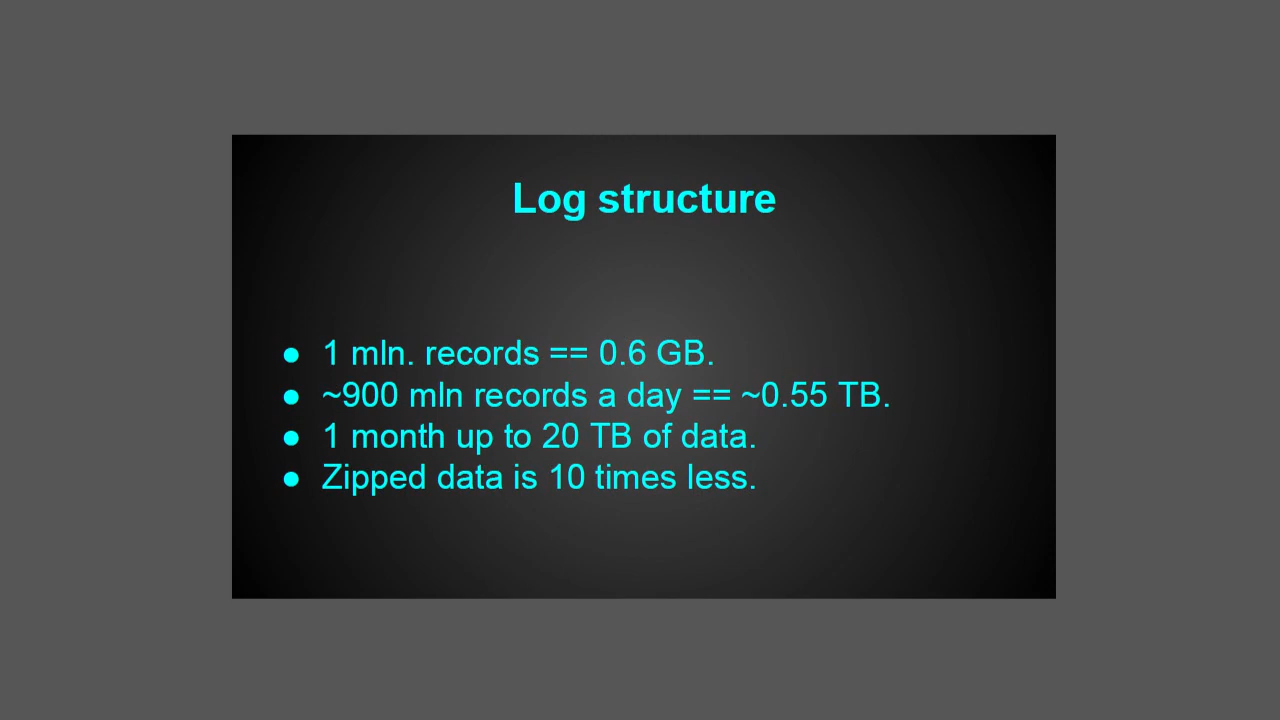 Log structure
● 1 mln. records == 0.6 GB.
● ~900 mln records a day == ~0.55 TB.
● 1 month up to 20 TB of data.
● Zipped data is 10 times less.